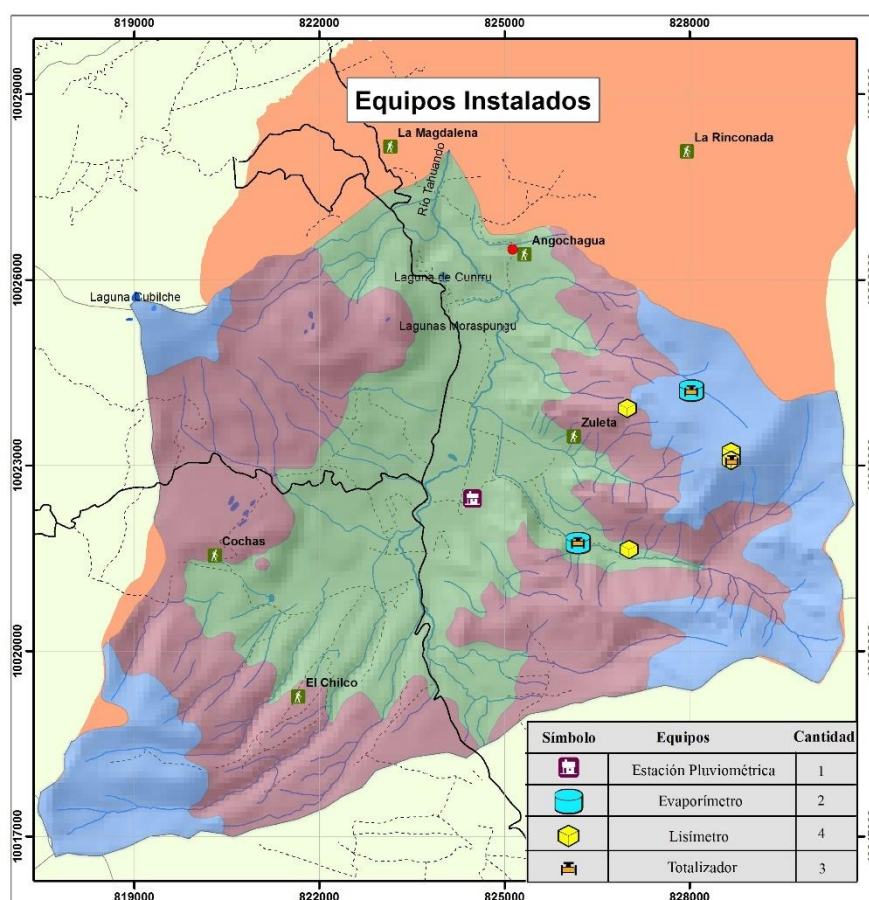 819000 822000 825000 828000
Equipos Instalados
10029000
La Magdalena
La Rinconada
Río Tahuando
Angochagua
10026000
Laguna de Cunrru
Laguna Cubilche
Lagunas Moraspungu
Zuleta
10023000
Cochas
10020000
El Chilco
Símbolo Equipos Cantidad
Estación Pluviométrica 1
Evaporímetro 2
10017000
Lisímetro 4
Totalizador 3
819000 822000 825000 828000